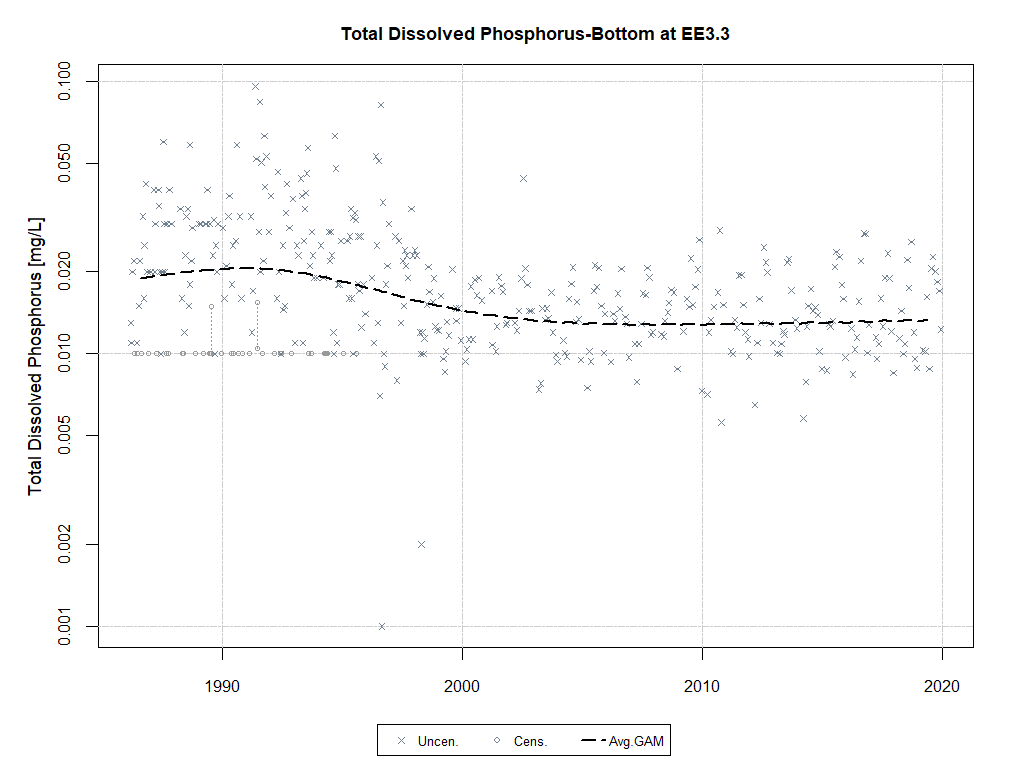 Total Dissolved Phosphorus-Bottom at EE3.3
Total Dissolved Phosphorus [mg/L]
0.100
0.050
0.020
0.010
0.005
0.002
0.001
1990 2000 2010 2020
Uncen. Cens. Avg.GAM